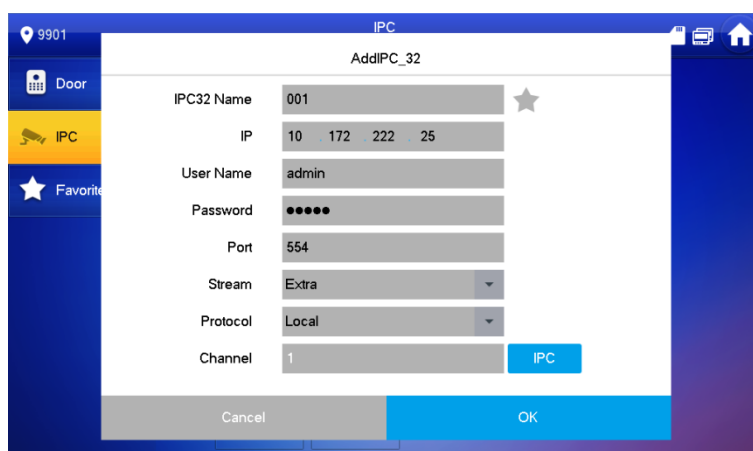 9901
IPC
Door
IPC
Favorite
AddIPC_32
IPC32 Name 001
IP 10 . 172 . 222 . 25
User Name admin
Password ●●●●●
Port 554
Stream Extra
Protocol Local
Channel 1 IPC
Cancel OK